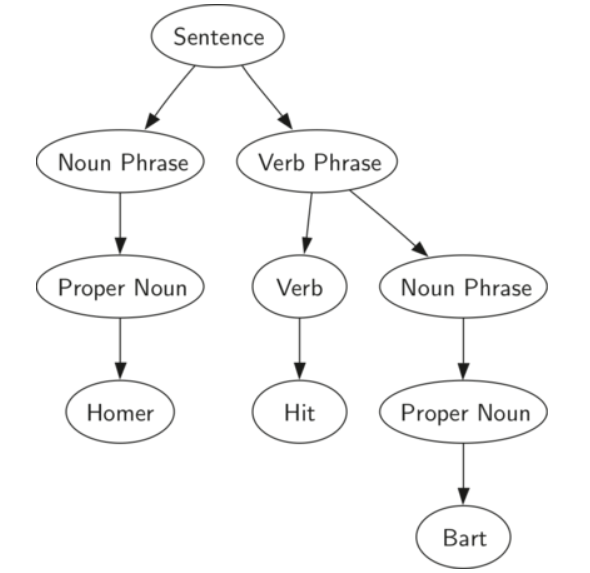 Sentence
Noun Phrase
Verb Phrase
Proper Noun
Verb
Noun Phrase
Homer
Hit
Proper Noun
Bart